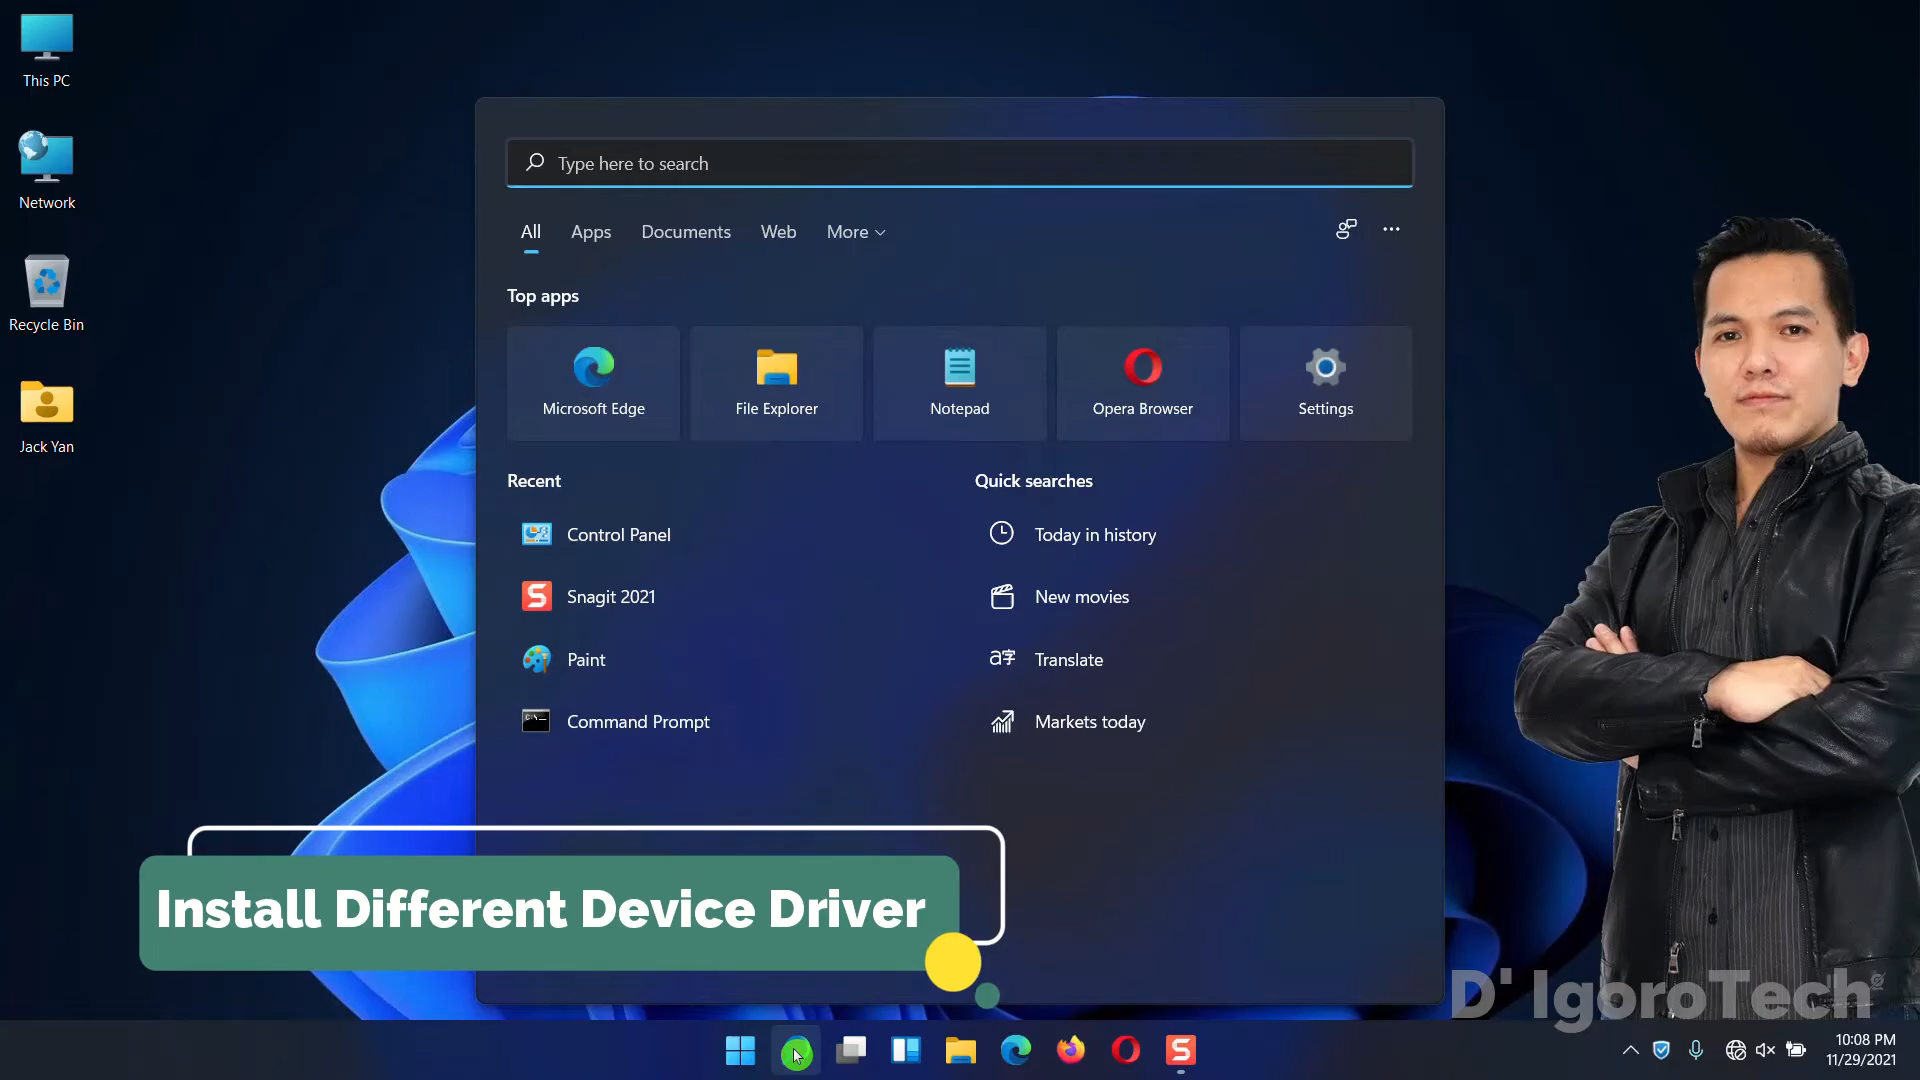 This PC
Network
Recycle Bin
Jack Yan
Type here to search
All Apps Documents Web More
Top apps
Microsoft Edge File Explorer Notepad Opera Browser Settings
Recent
Control Panel
Snagit 2021
Paint
Command Prompt
Quick searches
Today in history
New movies
Translate
Markets today
Install Different Device Driver
D' IgoroTech
10:08 PM
11/29/2021